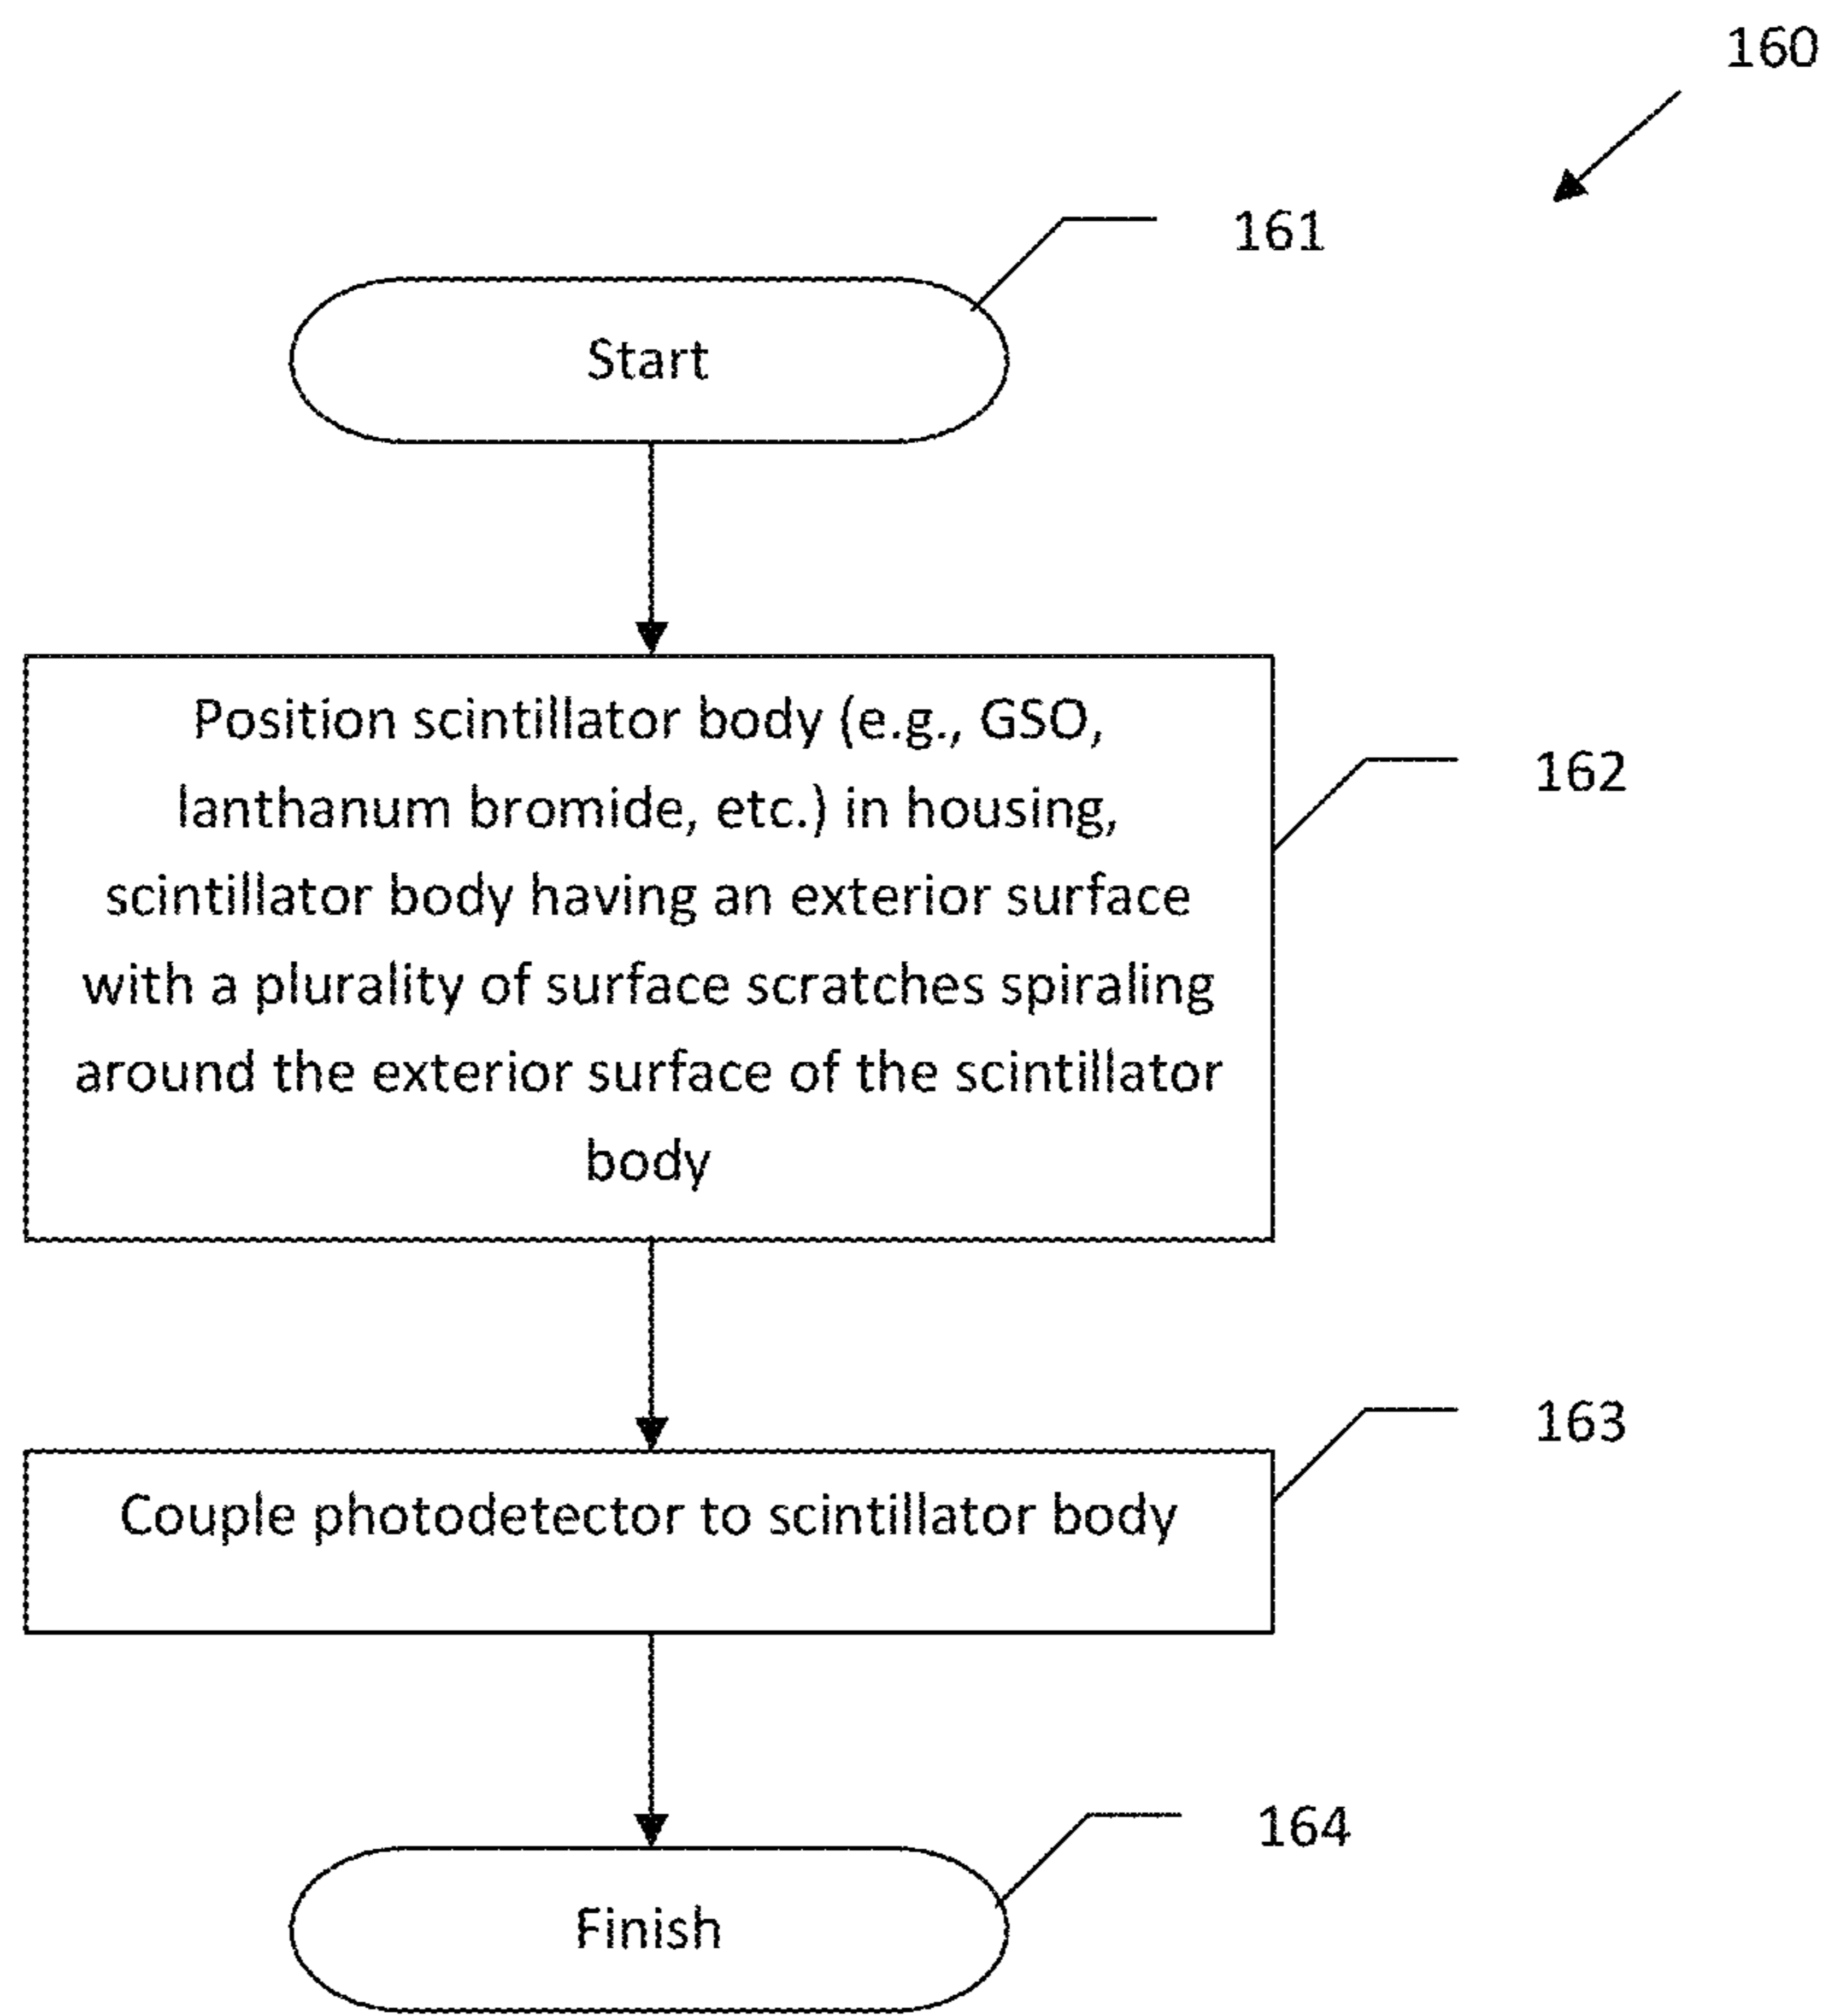 160
161
Start
Position scintillator body (e.g., GSO,
lanthanum bromide, etc.) in housing,
scintillator body having an exterior surface
with a plurality of surface scratches spiraling
around the exterior surface of the scintillator
body
162
163
Couple photodetector to scintillator body
164
Finish